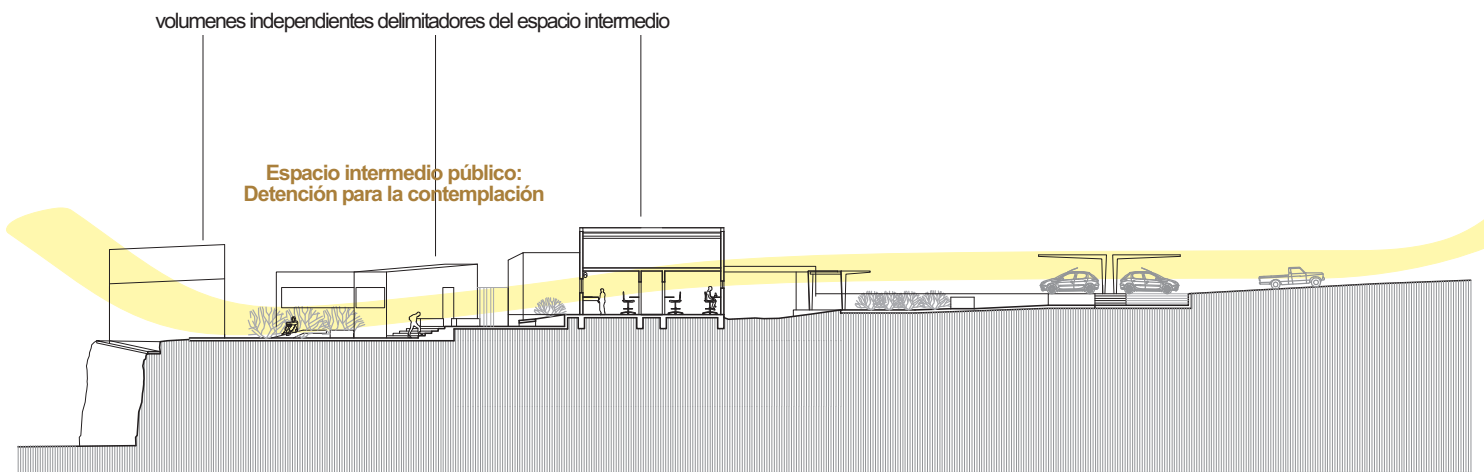 volumenes independientes delimitadores del espacio intermedio
Espacio intermedio público:
Detención para la contemplación